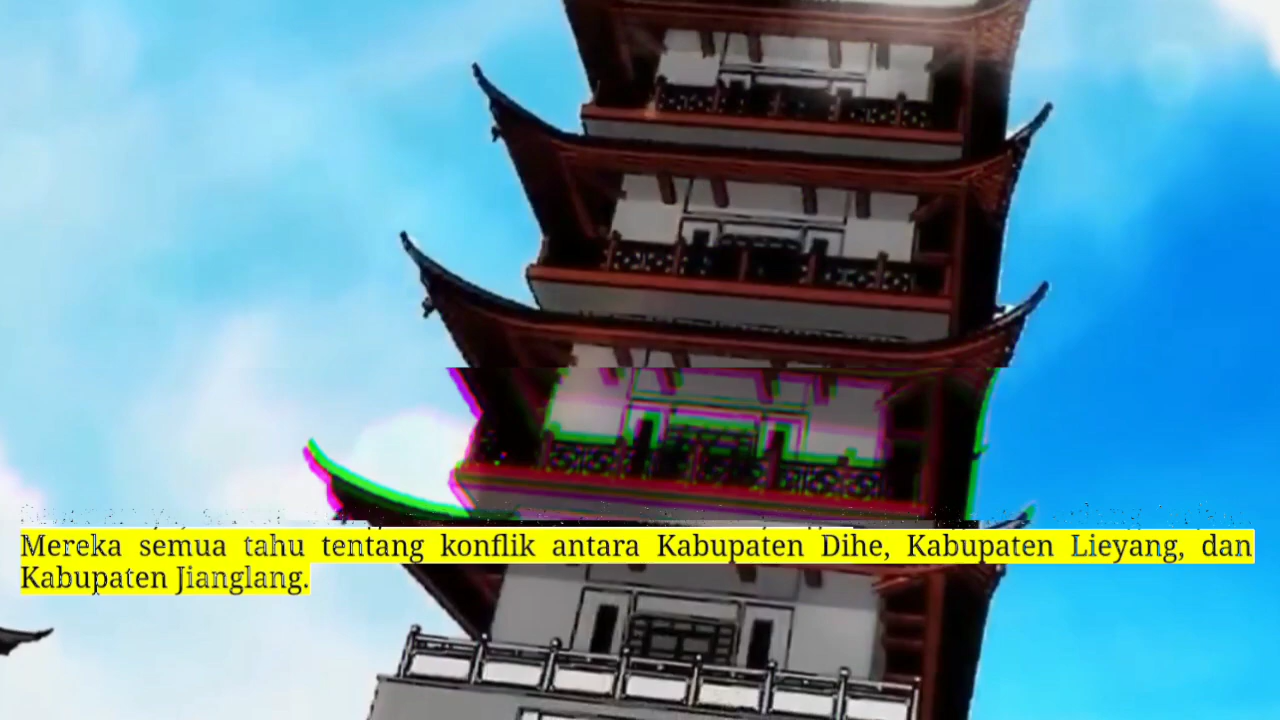 Mereka semua tahu tentang konflik antara Kabupaten Dihe, Kabupaten Lieyang, dan
Kabupaten Jianglang.